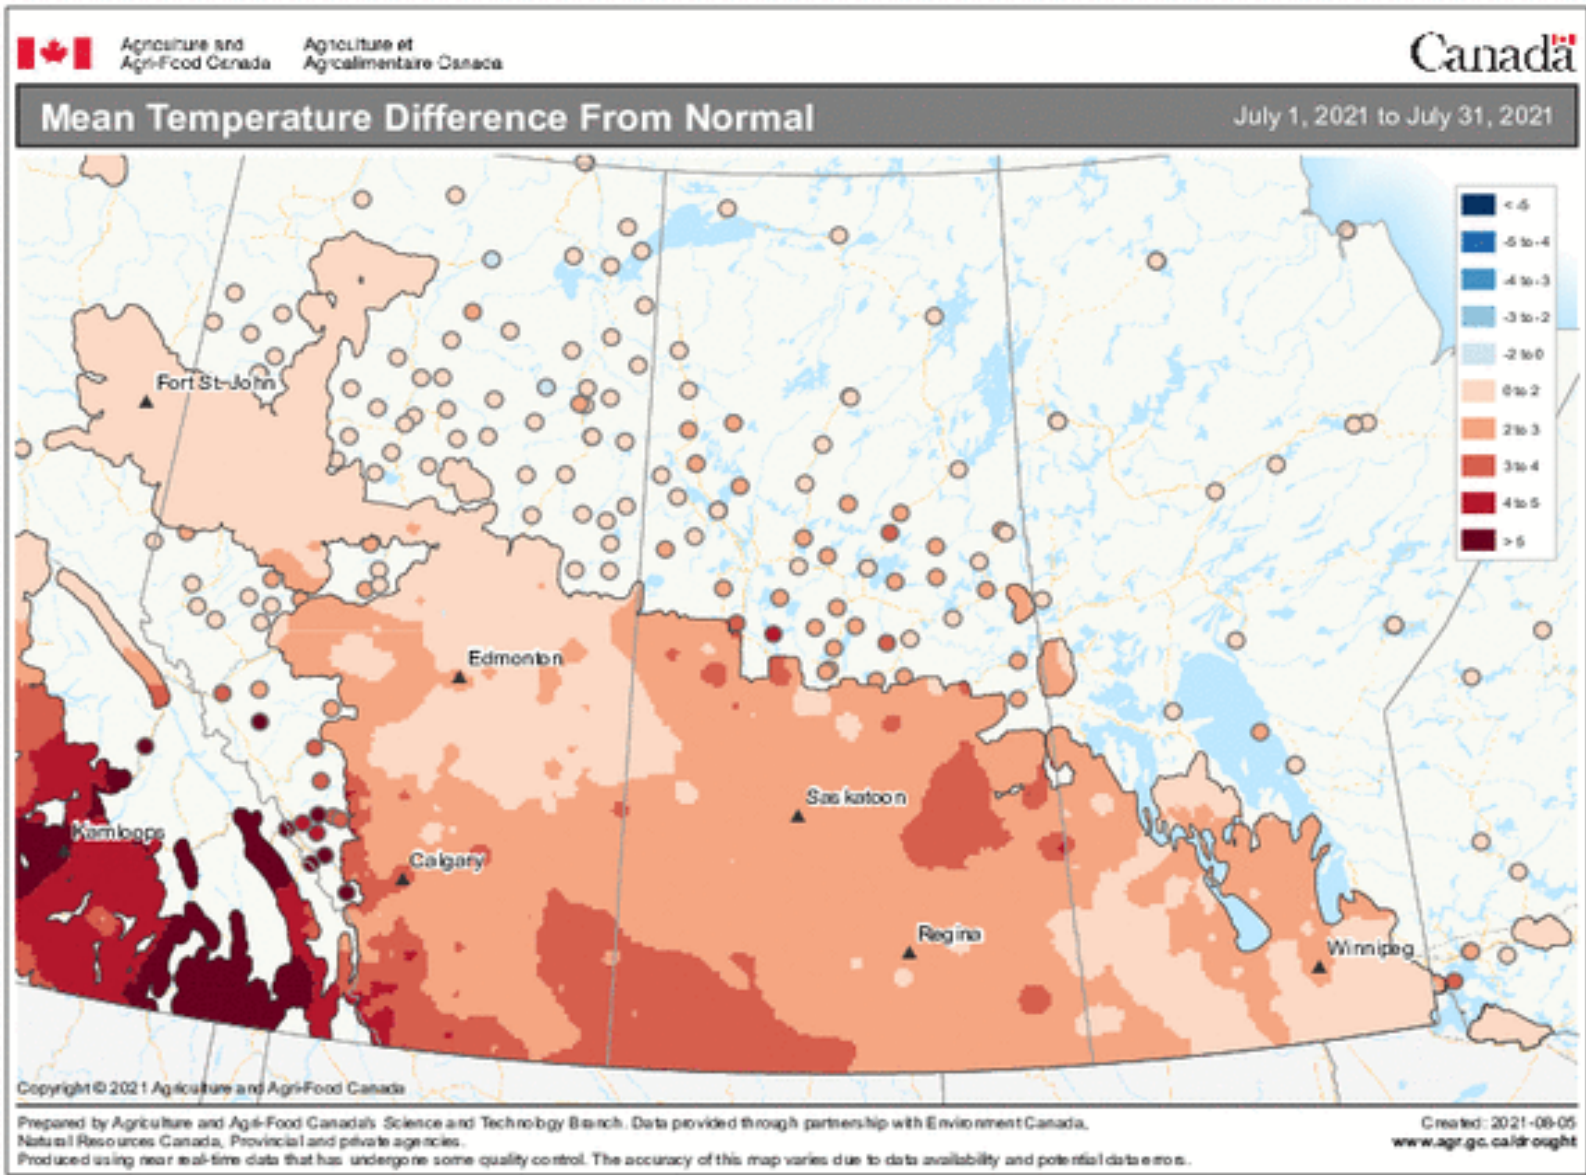 Agriculture and
Agri-Food Canada
Agriculture et
Agroalimentaire Canada
Canada
Mean Temperature Difference From Normal
July 1, 2021 to July 31, 2021
< -5
-5 to -4
-4 to -3
-3 to -2
-2 to 0
0 to 2
2 to 3
3 to 4
4 to 5
> 5
Fort St-John
Edmonton
Saskatoon
Kamloops
Calgary
Regina
Winnipeg
Copyright © 2021 Agriculture and Agri-Food Canada
Prepared by Agriculture and Agri-Food Canada's Science and Technology Branch. Data provided through partnership with Environment Canada,
Natural Resources Canada, Provincial and private agencies.
Produced using near real-time data that has undergone some quality control. The accuracy of this map varies due to data availability and potential data errors.
Created: 2021-08-05
www.agr.gc.ca/drought